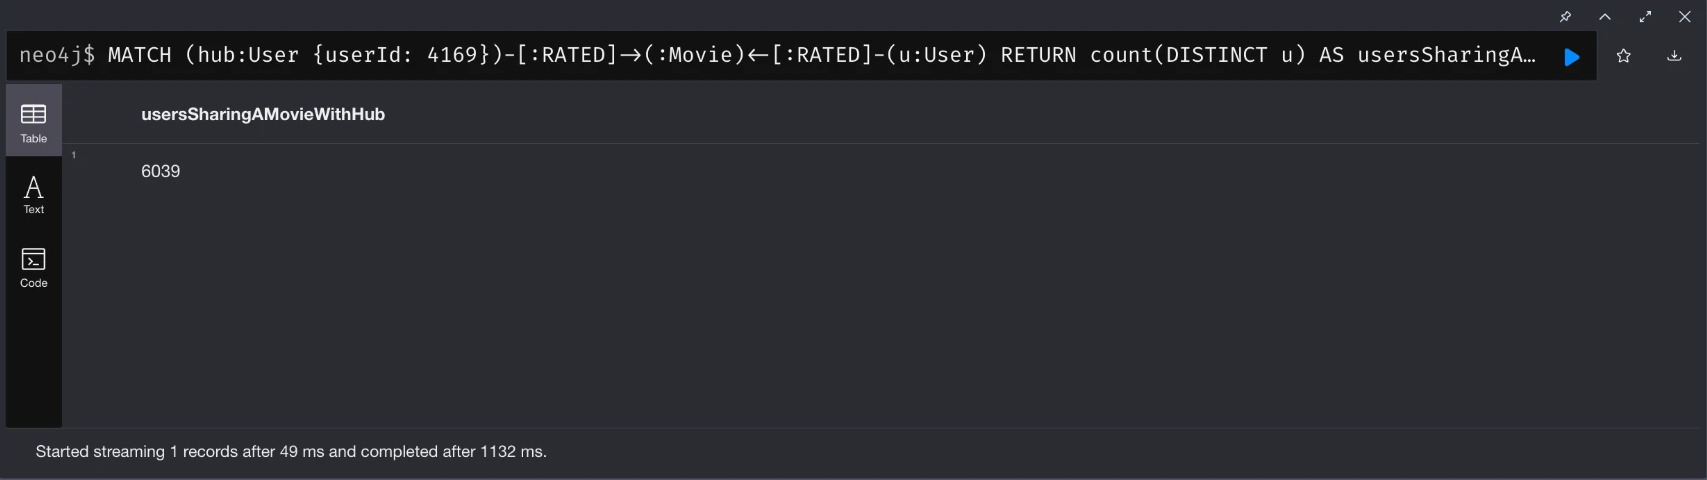 neo4j$ MATCH (hub:User {userId: 4169})-[:RATED]->(:Movie)<-[:RATED]-(u:User) RETURN count(DISTINCT u) AS usersSharingA…
Table
usersSharingAMovieWithHub
1
6039
A
Text
Code
Started streaming 1 records after 49 ms and completed after 1132 ms.